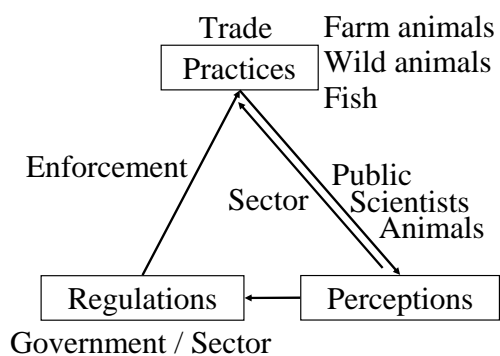 Trade
Practices
Farm animals
Wild animals
Fish
Enforcement
Sector
Public
Scientists
Animals
Regulations
Perceptions
Government / Sector